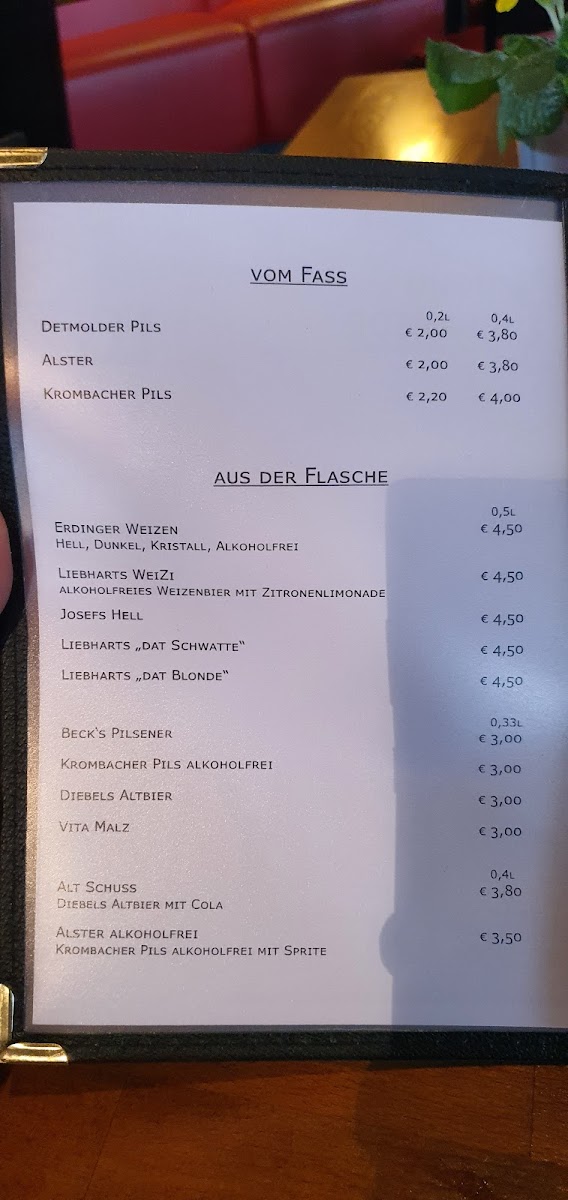 vom Fass
0,2l 0,4l
Detmolder Pils € 2,00 € 3,80
Alster € 2,00 € 3,80
Krombacher Pils € 2,20 € 4,00
aus der Flasche
0,5l
Erdinger Weizen € 4,50
Hell, Dunkel, Kristall, Alkoholfrei
Liebharts WeiZi € 4,50
alkoholfreies Weizenbier mit Zitronenlimonade
Josefs Hell € 4,50
Liebharts „dat Schwatte“ € 4,50
Liebharts „dat Blonde“ € 4,50
0,33l
Beck‘s Pilsener € 3,00
Krombacher Pils alkoholfrei € 3,00
Diebels Altbier € 3,00
Vita Malz € 3,00
0,4l
Alt Schuss € 3,80
Diebels Altbier mit Cola
Alster alkoholfrei € 3,50
Krombacher Pils alkoholfrei mit Sprite